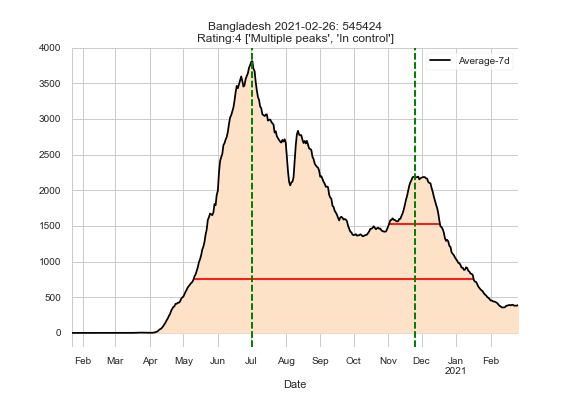 Bangladesh 2021-02-26: 545424
Rating:4 ['Multiple peaks', 'In control']
Average-7d
4000
3500
3000
2500
2000
1500
1000
500
0
Feb Mar Apr May Jun Jul Aug Sep Oct Nov Dec Jan Feb
2021
Date